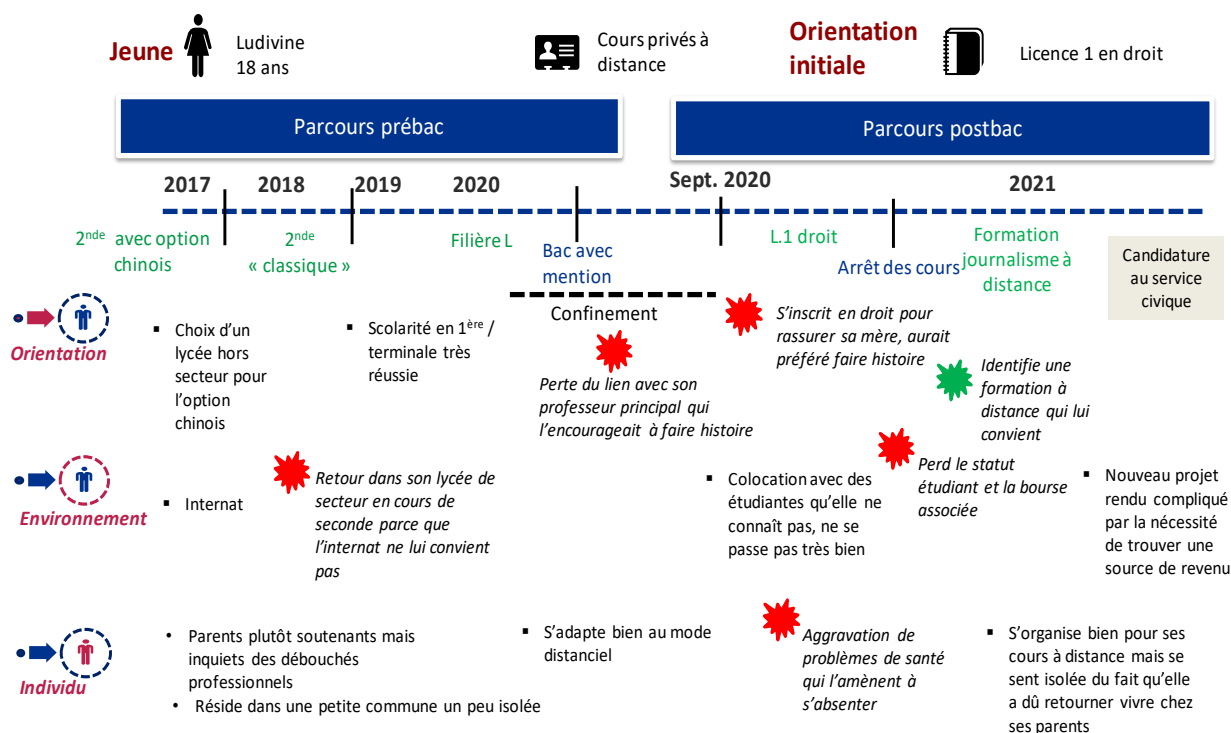 Jeune
Ludivine
18 ans
Cours privés à
distance
Orientation
initiale
Licence 1 en droit
Parcours prébac
Parcours postbac
2017
2018
2019
2020
Sept. 2020
2021
2nde avec option
chinois
2nde
« classique »
Filière L
Bac avec
mention
L.1 droit
Arrêt des cours
Formation
journalisme à
distance
Candidature
au service
civique
Confinement
Orientation
▪ Choix d’un
lycée hors
secteur pour
l’option
chinois
▪ Scolarité en 1ère /
terminale très
réussie
Perte du lien avec son
professeur principal qui
l’encourageait à faire histoire
S’inscrit en droit pour
rassurer sa mère, aurait
préféré faire histoire
Identifie une
formation à
distance qui lui
convient
Environnement
▪ Internat
Retour dans son lycée de
secteur en cours de
seconde parce que
l’internat ne lui convient
pas
▪ Colocation avec des
étudiantes qu’elle ne
connaît pas, ne se
passe pas très bien
Perd le statut
étudiant et la bourse
associée
▪ Nouveau projet
rendu compliqué
par la nécessité
de trouver une
source de revenu
Individu
• Parents plutôt soutenants mais
inquiets des débouchés
professionnels
• Réside dans une petite commune un peu isolée
▪ S’adapte bien au mode
distanciel
Aggravation de
problèmes de santé
qui l’amènent à
s’absenter
▪ S’organise bien pour ses
cours à distance mais se
sent isolée du fait qu’elle
a dû retourner vivre chez
ses parents